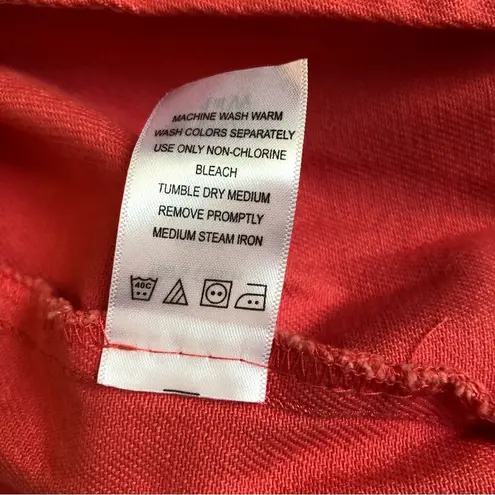 MACHINE WASH WARM
WASH COLORS SEPARATELY
USE ONLY NON-CHLORINE
BLEACH
TUMBLE DRY MEDIUM
REMOVE PROMPTLY
MEDIUM STEAM IRON
40C